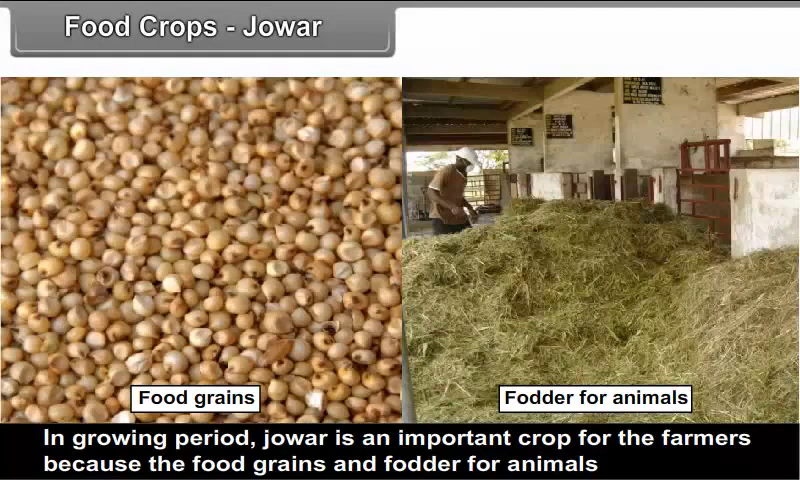 Food Crops - Jowar
Food grains
Fodder for animals
In growing period, jowar is an important crop for the farmers
because the food grains and fodder for animals